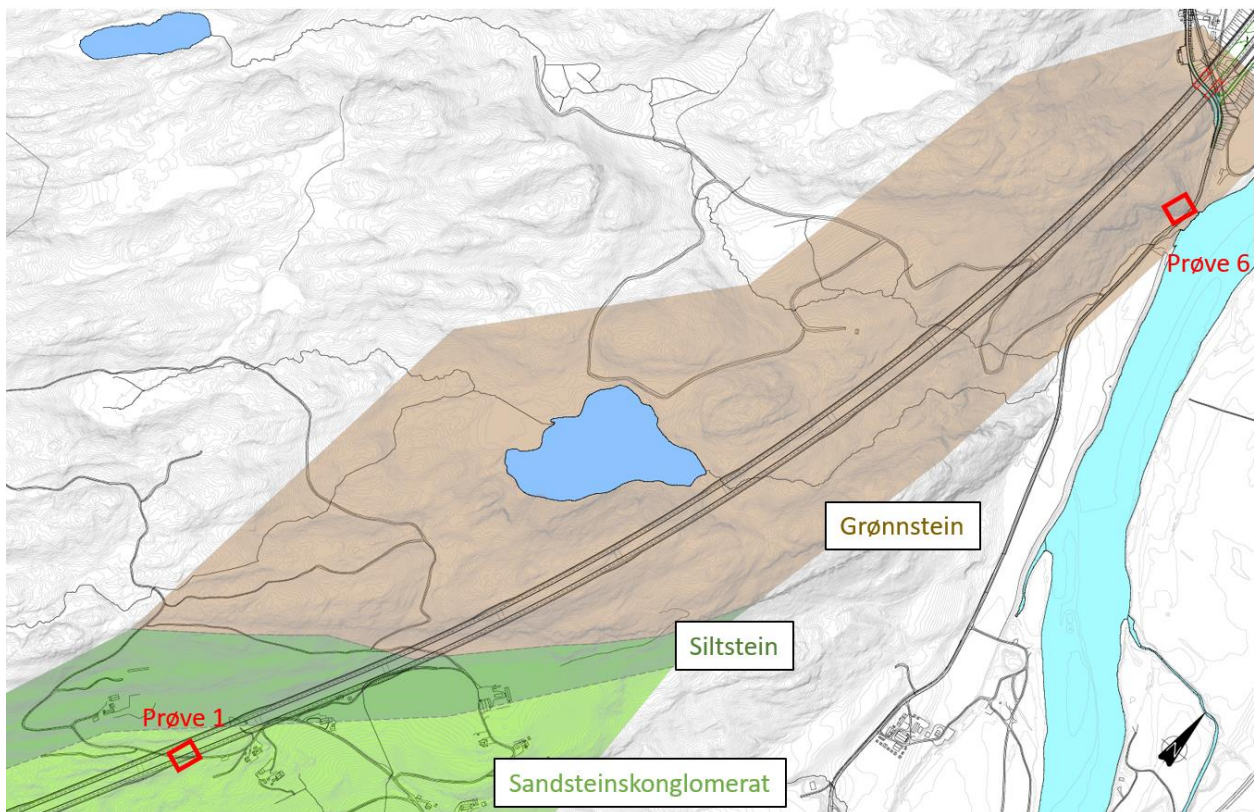 Prøve 6
Grønnstein
Siltstein
Prøve 1
Sandsteinskonglomerat
N